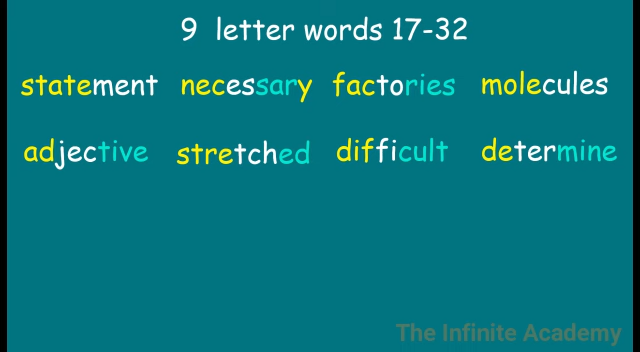 9 letter words 17-32
statement necessary factories molecules
adjective stretched difficult determine
The Infinite Academy